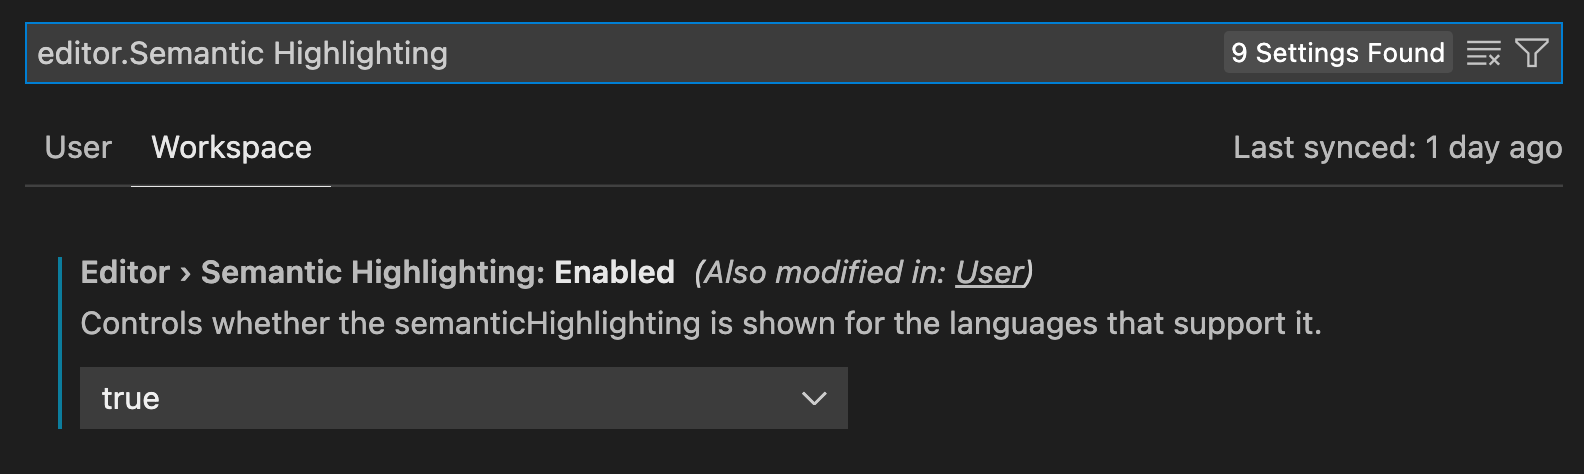 editor.Semantic Highlighting 9 Settings Found
User Workspace Last synced: 1 day ago
Editor › Semantic Highlighting: Enabled (Also modified in: User)
Controls whether the semanticHighlighting is shown for the languages that support it.
true